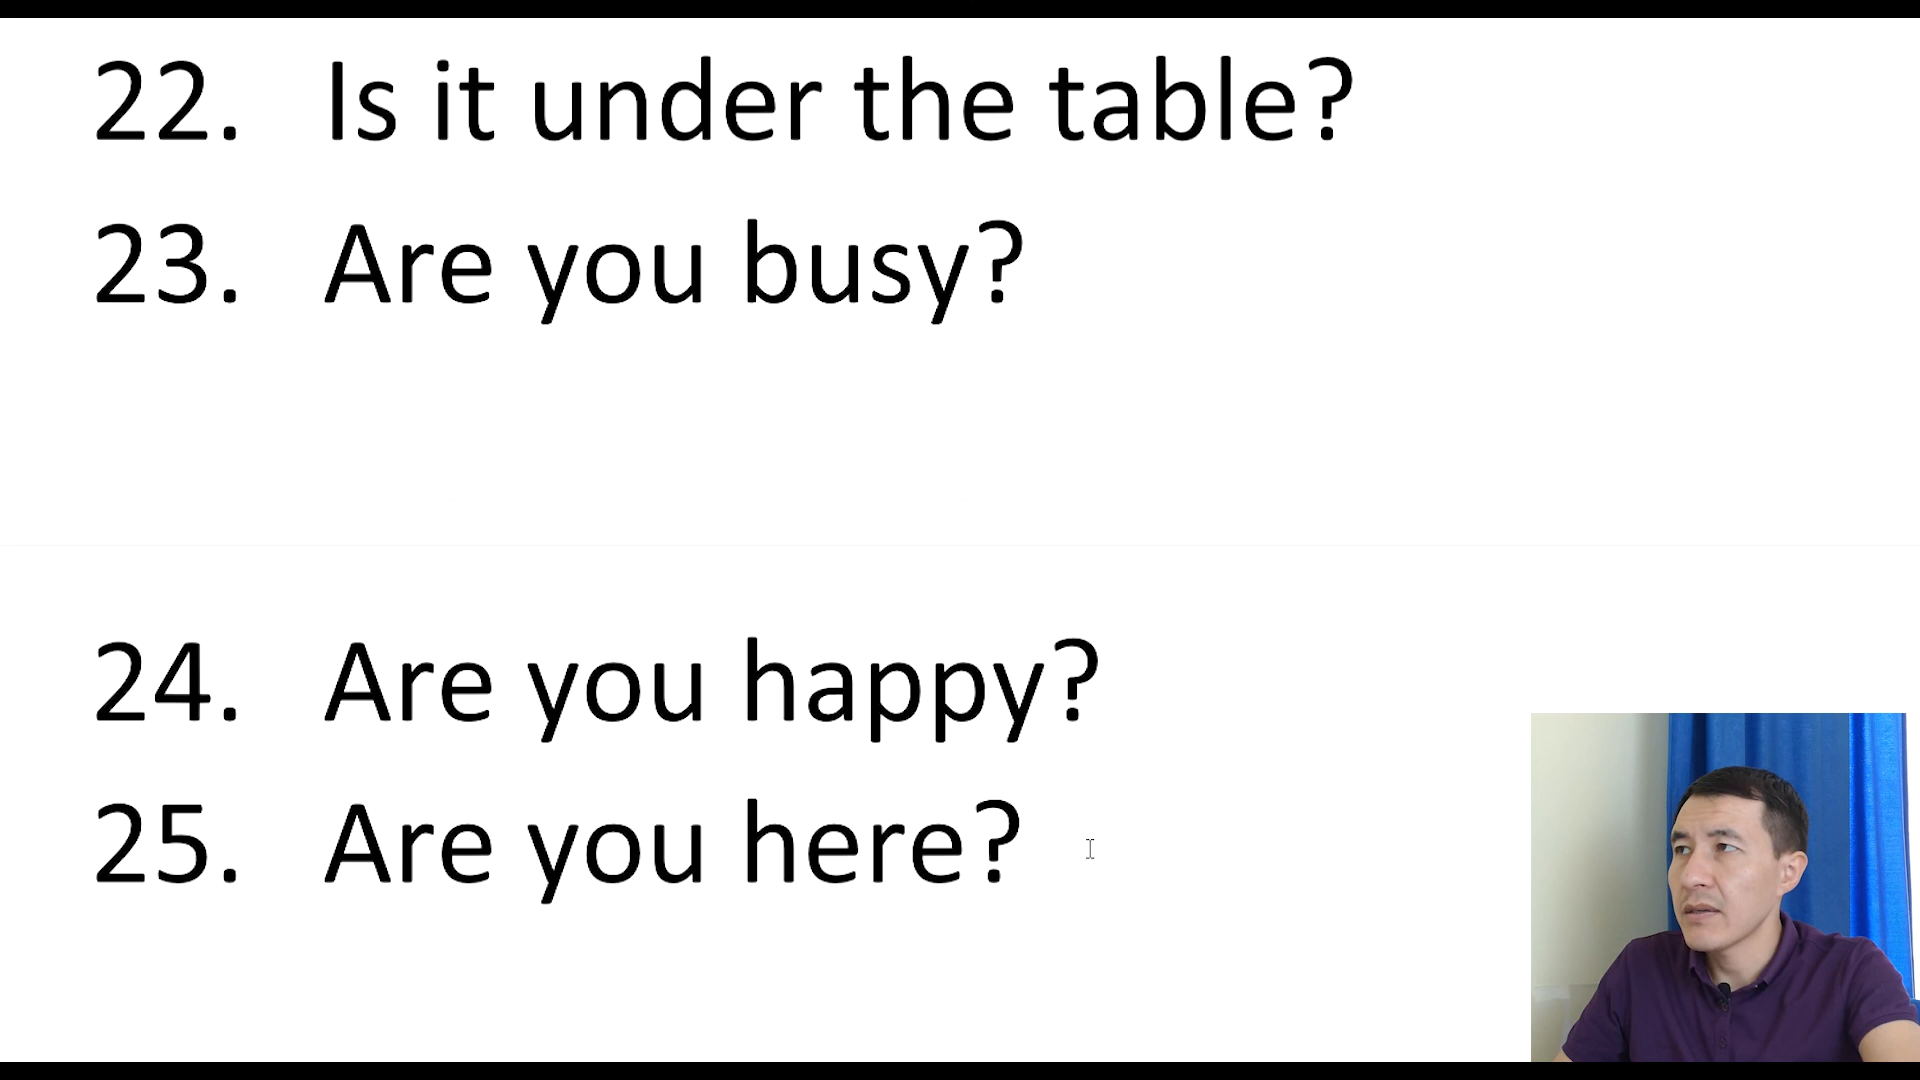 22. Is it under the table?
23. Are you busy?
24. Are you happy?
25. Are you here?